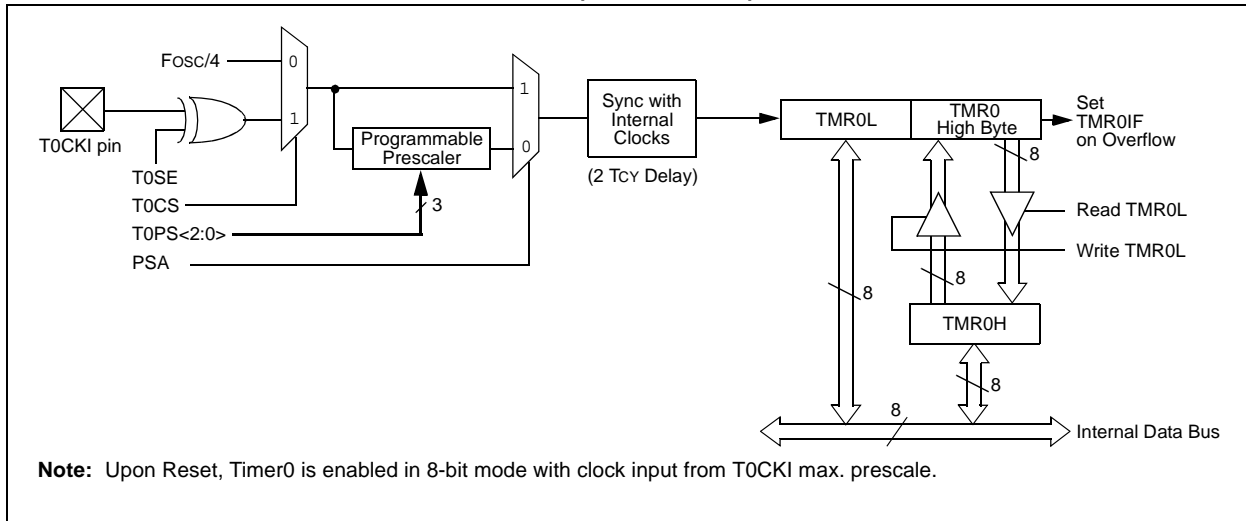 FOSC/4
0
1
T0CKI pin
T0SE
T0CS
T0PS<2:0>
PSA
Programmable
Prescaler
3
1
0
Sync with
Internal
Clocks
(2 TCY Delay)
TMR0L
TMR0
High Byte
Set
TMR0IF
on Overflow
8
Read TMR0L
Write TMR0L
8
8
TMR0H
8
8
Internal Data Bus
Note: Upon Reset, Timer0 is enabled in 8-bit mode with clock input from T0CKI max. prescale.